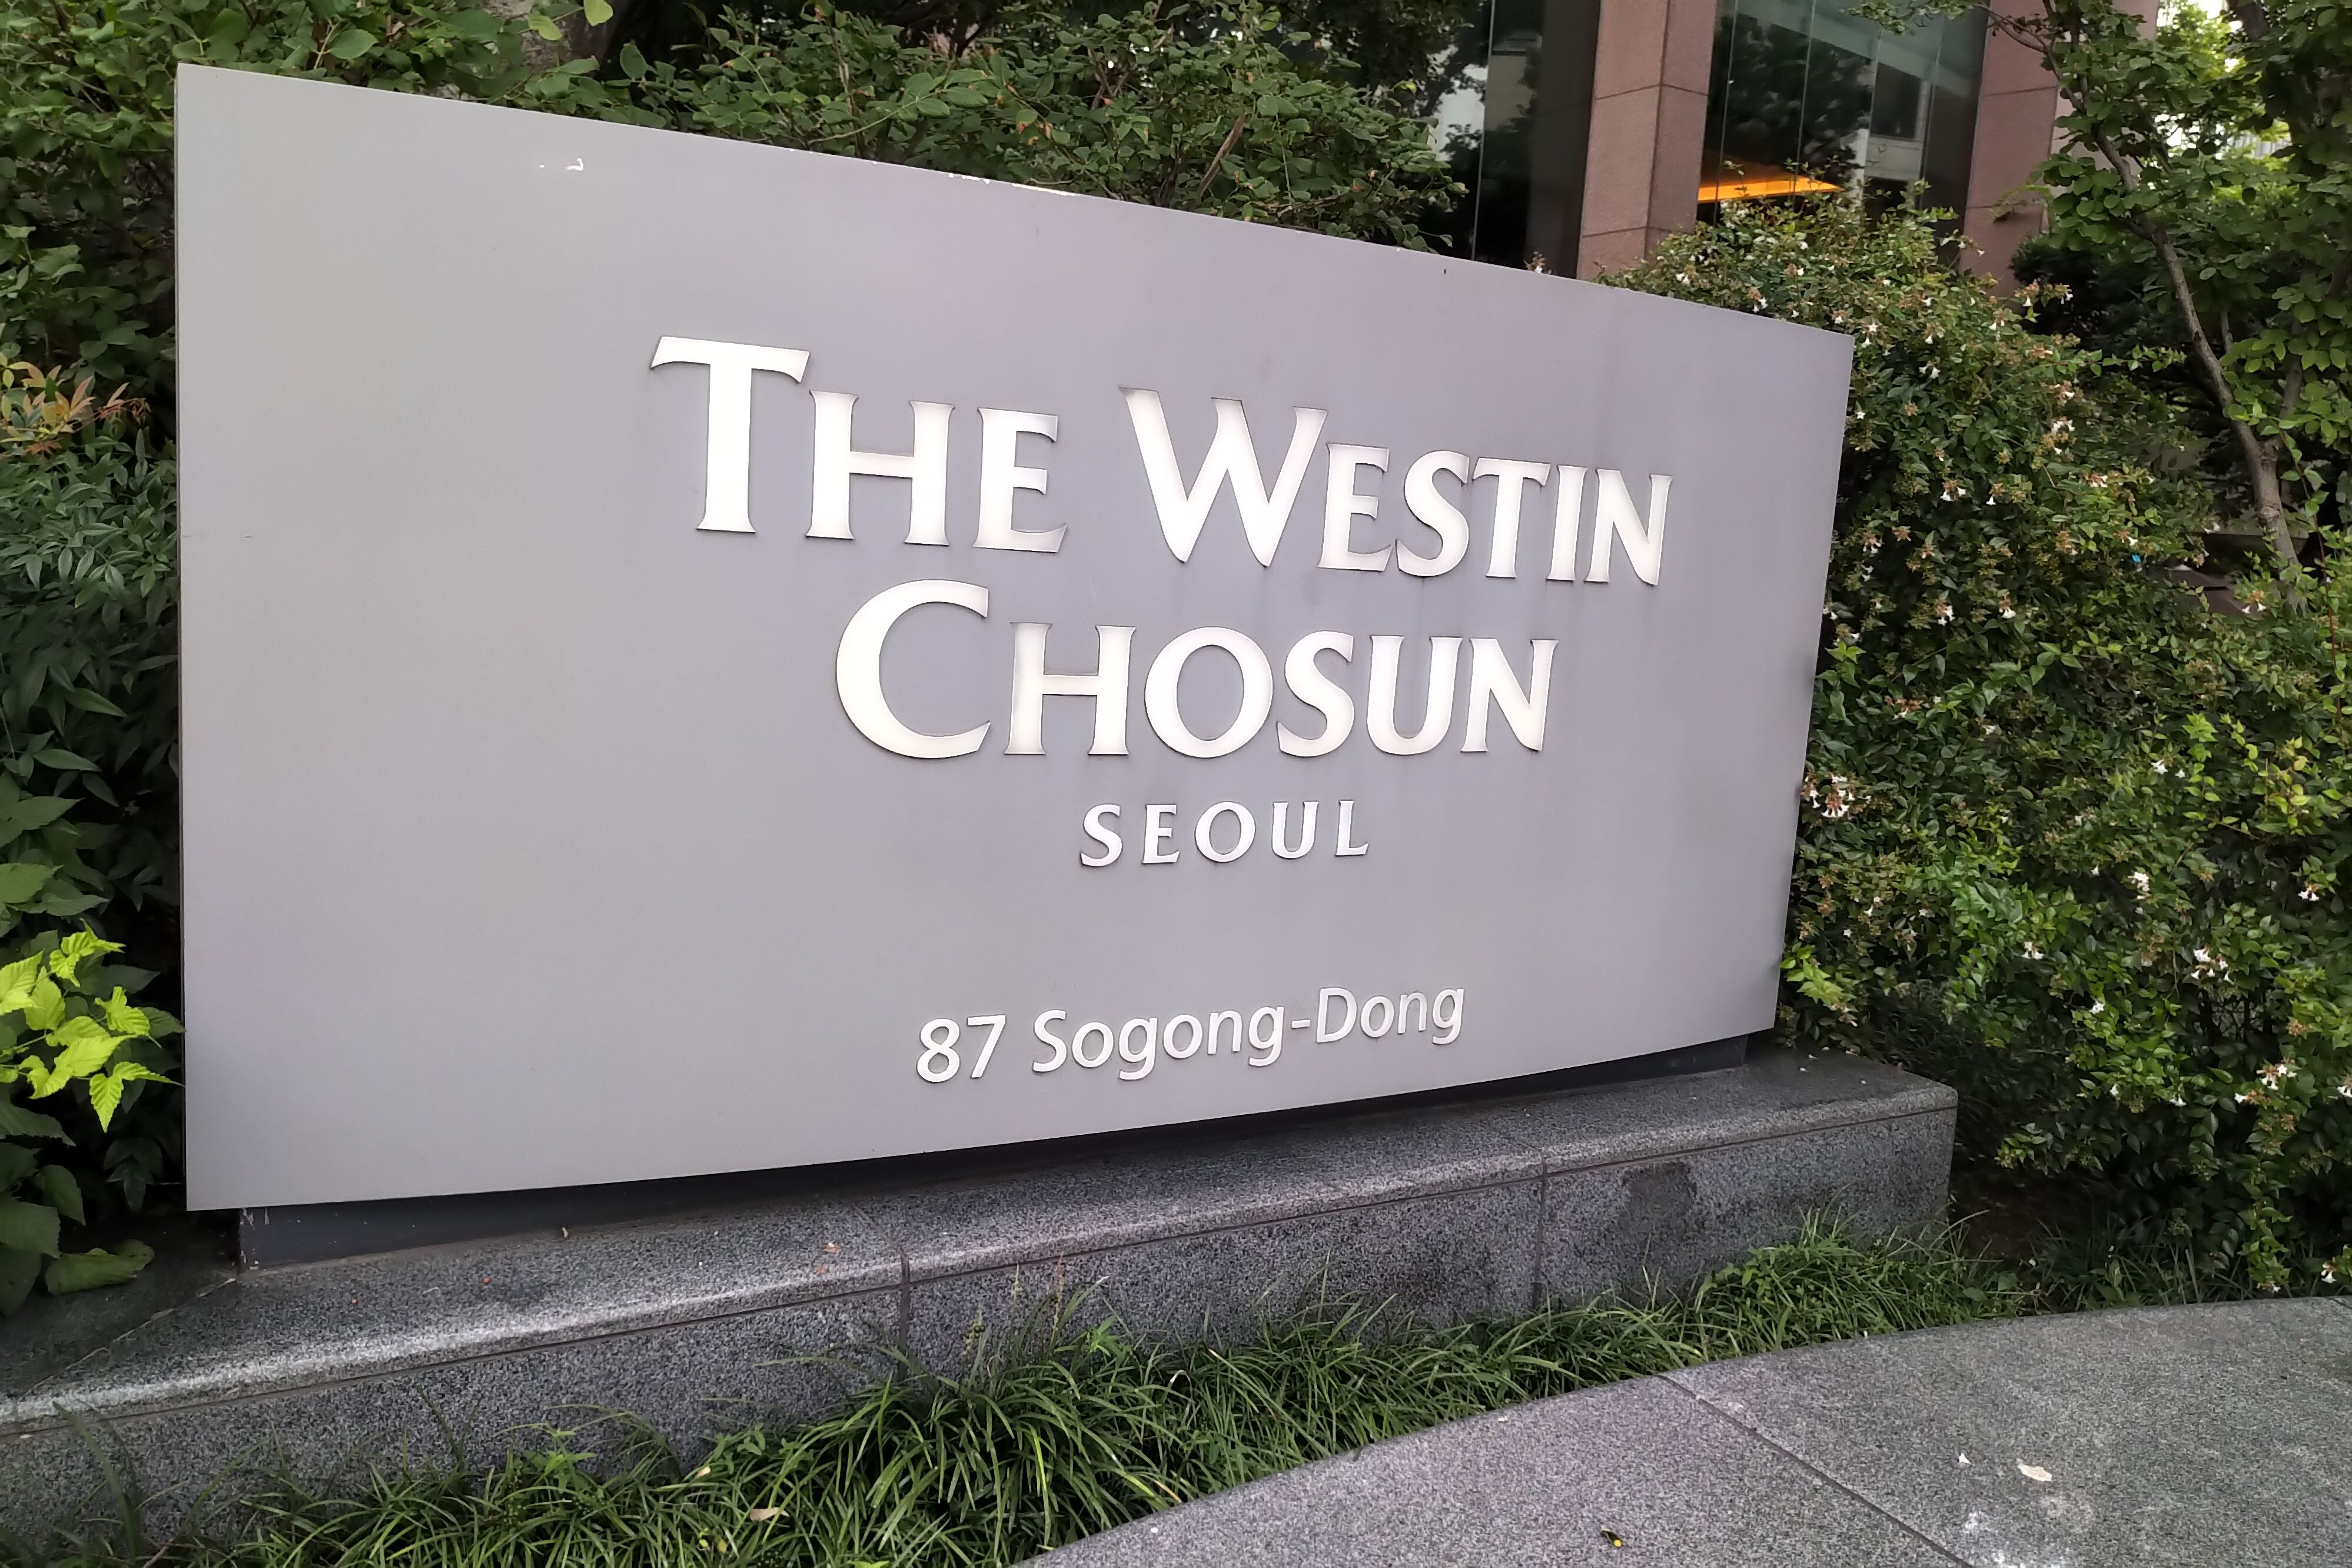 THE WESTIN
CHOSUN
SEOUL
87 Sogong-Dong